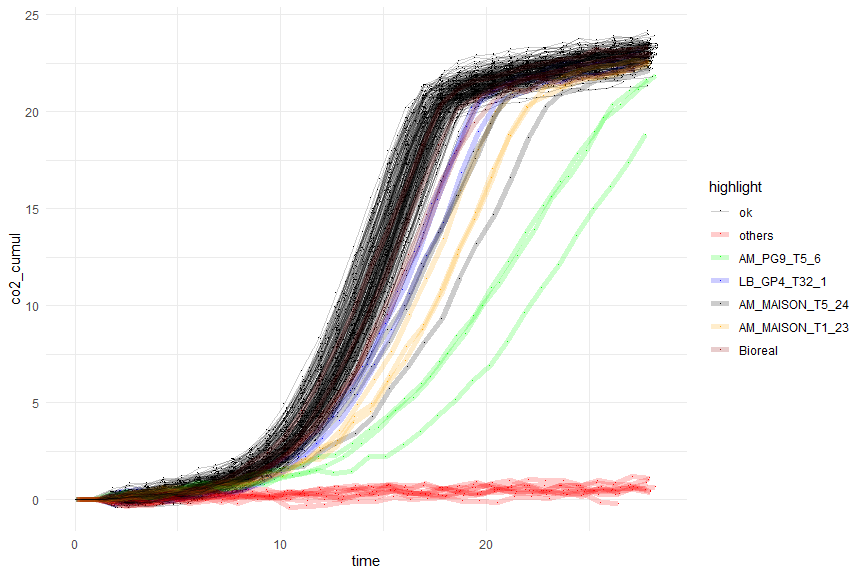 25
20
15
10
5
0
co2_cumul
0 10 20
time
highlight
ok
others
AM_PG9_T5_6
LB_GP4_T32_1
AM_MAISON_T5_24
AM_MAISON_T1_23
Bioreal